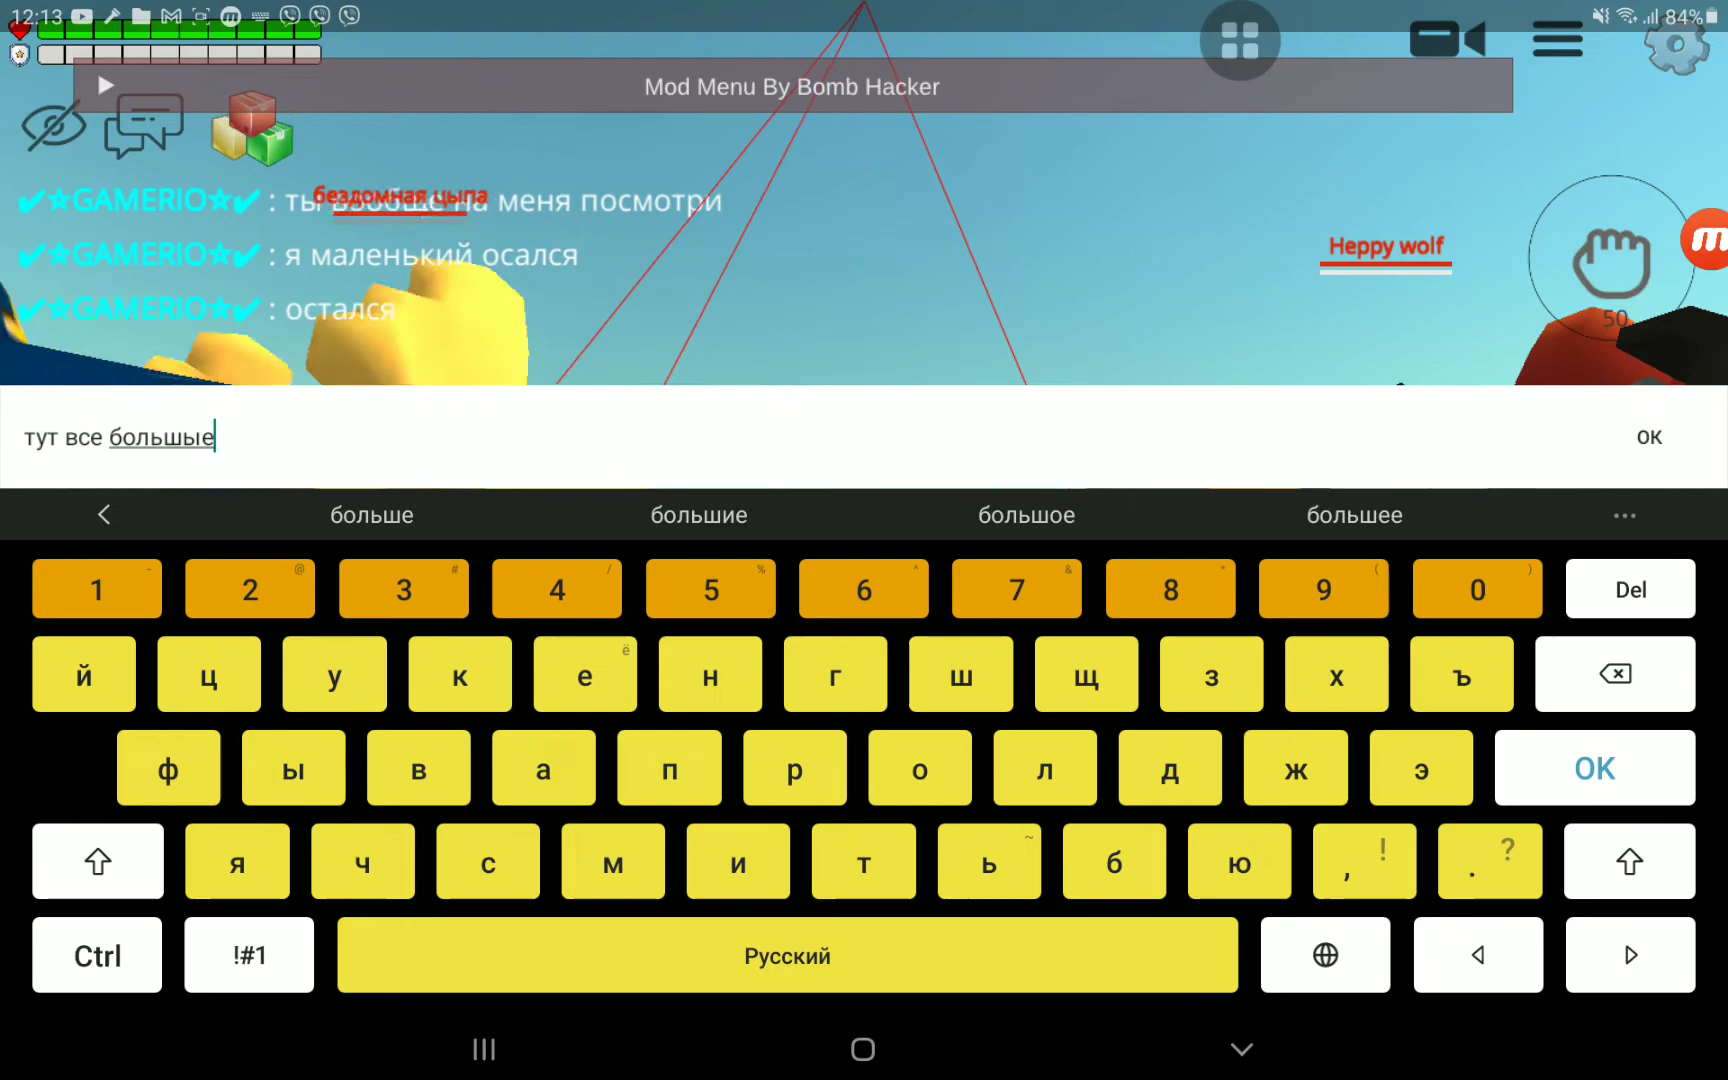 12:13 84%
Mod Menu By Bomb Hacker
✔☆GAMERIO☆✔ : ты вообще на меня посмотри
бездомная цыпа
✔☆GAMERIO☆✔ : я маленький осался
Heppy wolf
✔☆GAMERIO☆✔ : остался
50
тут все большые
ОК
больше большие большое большее
1 - 2 @ 3 # 4 / 5 % 6 ^ 7 & 8 * 9 ( 0 ) Del
й ц у к е ё н г ш щ з х ъ
ф ы в а п р о л д ж э OK
я ч с м и т ь ~ б ю , ! . ?
Ctrl !#1 Русский